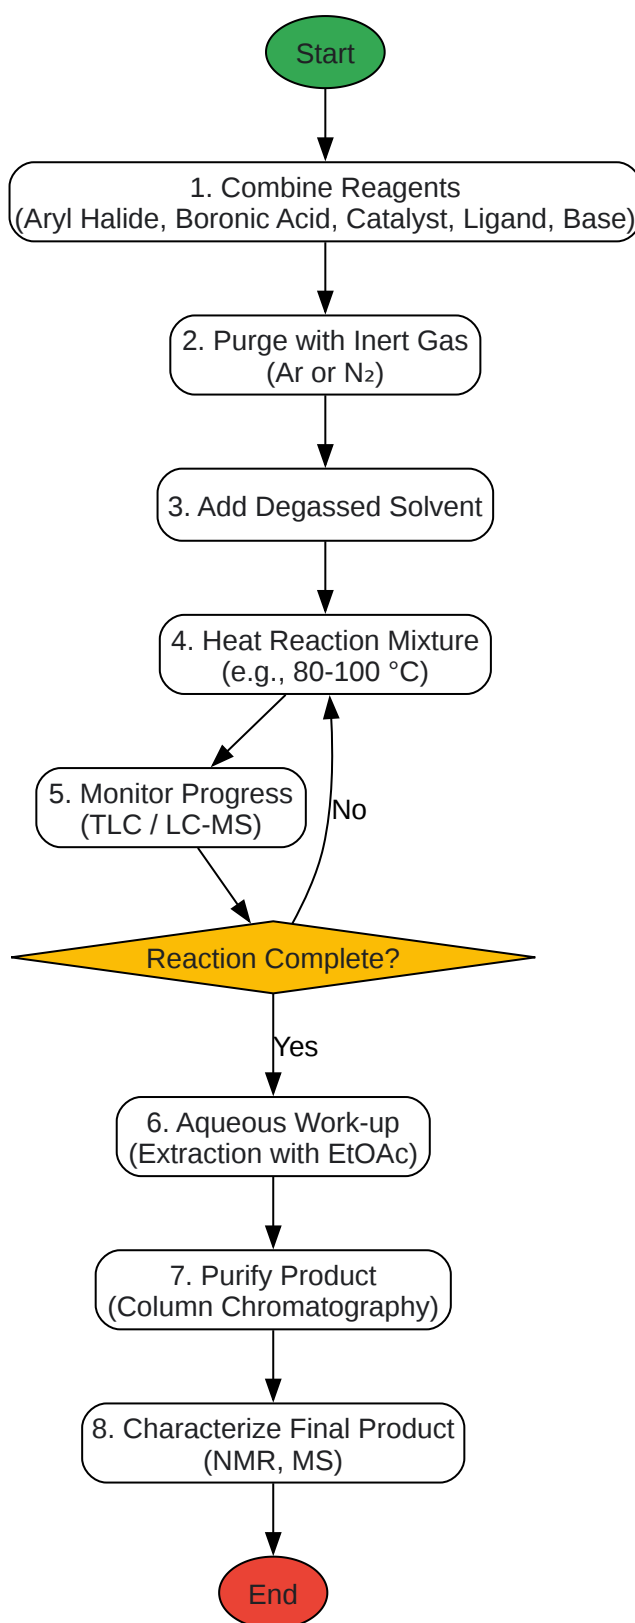 Start
1. Combine Reagents
(Aryl Halide, Boronic Acid, Catalyst, Ligand, Base)
2. Purge with Inert Gas
(Ar or N₂)
3. Add Degassed Solvent
4. Heat Reaction Mixture
(e.g., 80-100 °C)
5. Monitor Progress
(TLC / LC-MS)
No
Reaction Complete?
Yes
6. Aqueous Work-up
(Extraction with EtOAc)
7. Purify Product
(Column Chromatography)
8. Characterize Final Product
(NMR, MS)
End